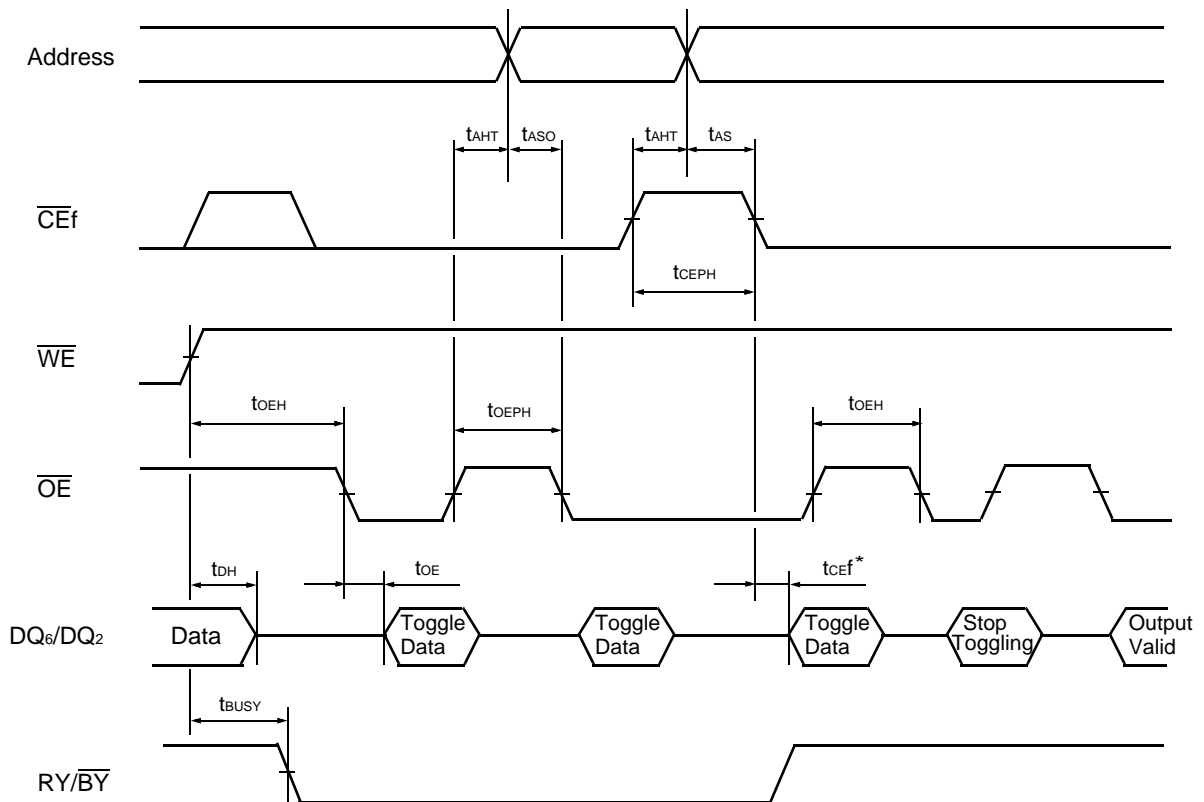 Address
tAHT tASO tAHT tAS
CEf
tCEPH
WE
tOEH tOEPH tOEH
OE
tDH tOE tCEf*
DQ6/DQ2 Data Toggle Data Toggle Data Toggle Data Stop Toggling Output Valid
tBUSY
RY/BY